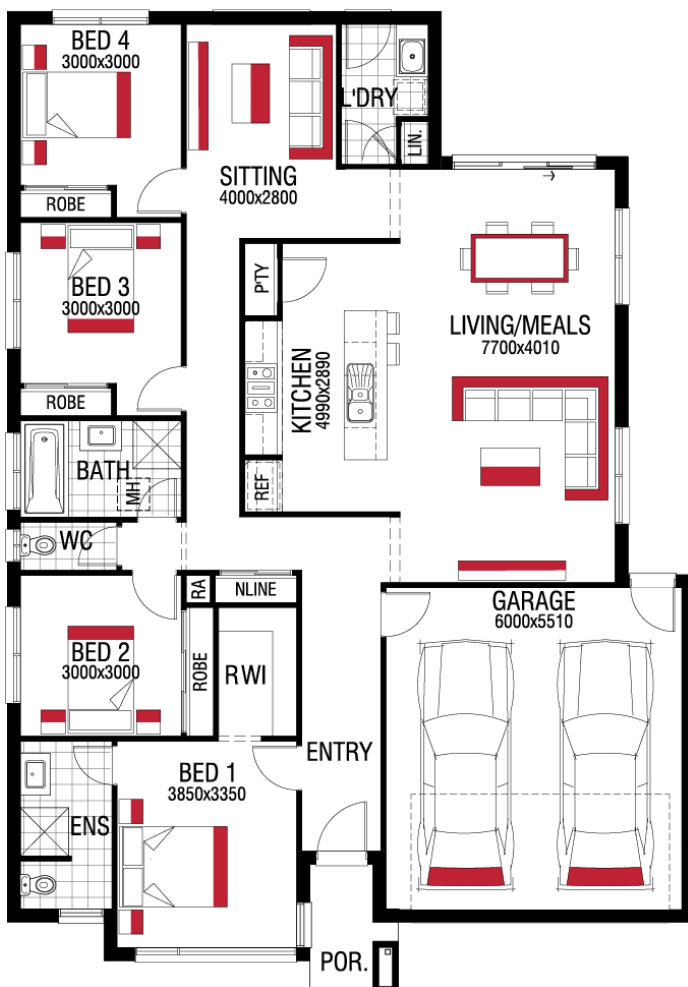 BED 4
3000x3000
ROBE
SITTING
4000x2800
L'DRY
LIN.
BED 3
3000x3000
ROBE
P'TY
KITCHEN
4990x2890
REF
LIVING/MEALS
7700x4010
BATH
MH
WC
RA
NLINE
BED 2
3000x3000
ROBE
RWI
GARAGE
6000x5510
ENTRY
BED 1
3850x3350
ENS
POR.